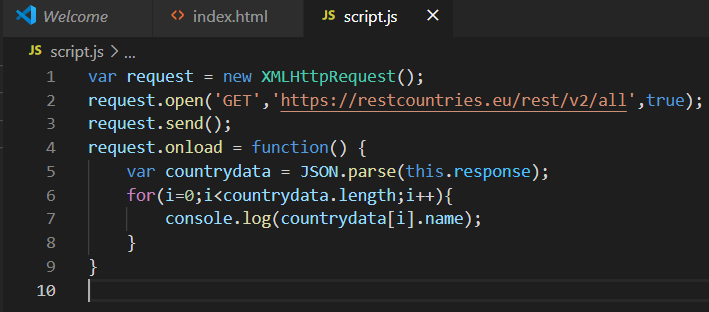 Welcome index.html JS script.js ×
JS script.js > ...
1 var request = new XMLHttpRequest();
2 request.open('GET','https://restcountries.eu/rest/v2/all',true);
3 request.send();
4 request.onload = function() {
5     var countrydata = JSON.parse(this.response);
6     for(i=0;i<countrydata.length;i++){
7         console.log(countrydata[i].name);
8     }
9 }
10